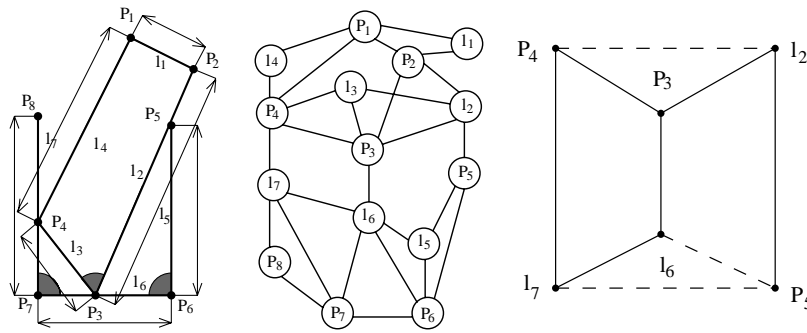 P₁
l₁
P₂
P₈
P₅
l₇
l₄
l₂
l₅
P₄
l₃
l₆
P₇
P₃
P₆
P₁
l₁
l₄
P₂
l₃
P₄
l₂
P₃
P₅
l₇
l₆
l₅
P₈
P₇
P₆
P₄
l₂
P₃
l₆
l₇
P₅